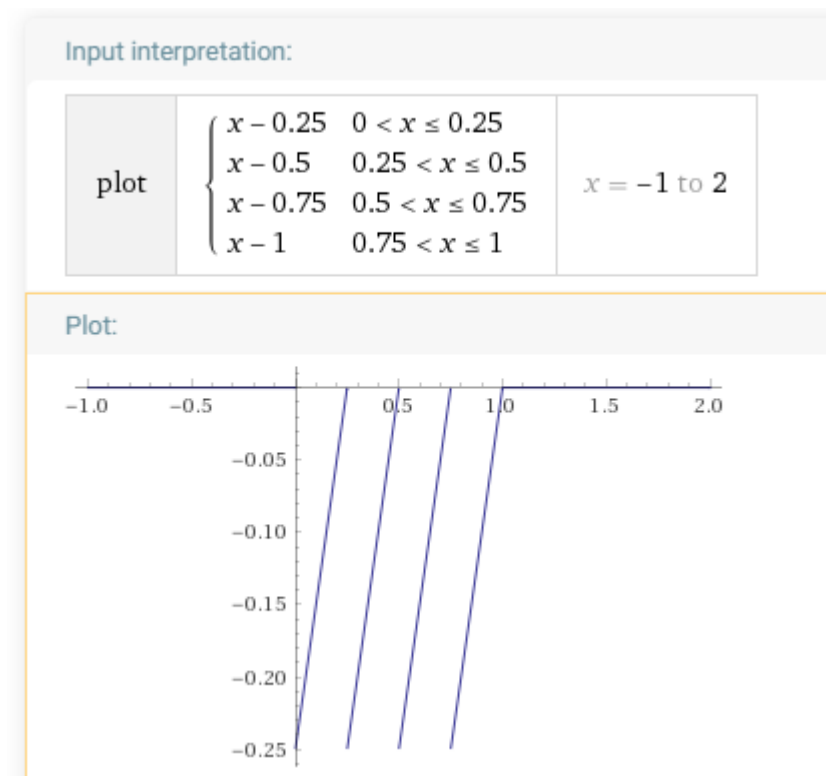 Input interpretation:
plot
x – 0.25 0 < x ≤ 0.25
x – 0.5 0.25 < x ≤ 0.5
x – 0.75 0.5 < x ≤ 0.75
x – 1 0.75 < x ≤ 1
x = –1 to 2
Plot:
–1.0 –0.5 0.5 1.0 1.5 2.0
–0.05
–0.10
–0.15
–0.20
–0.25